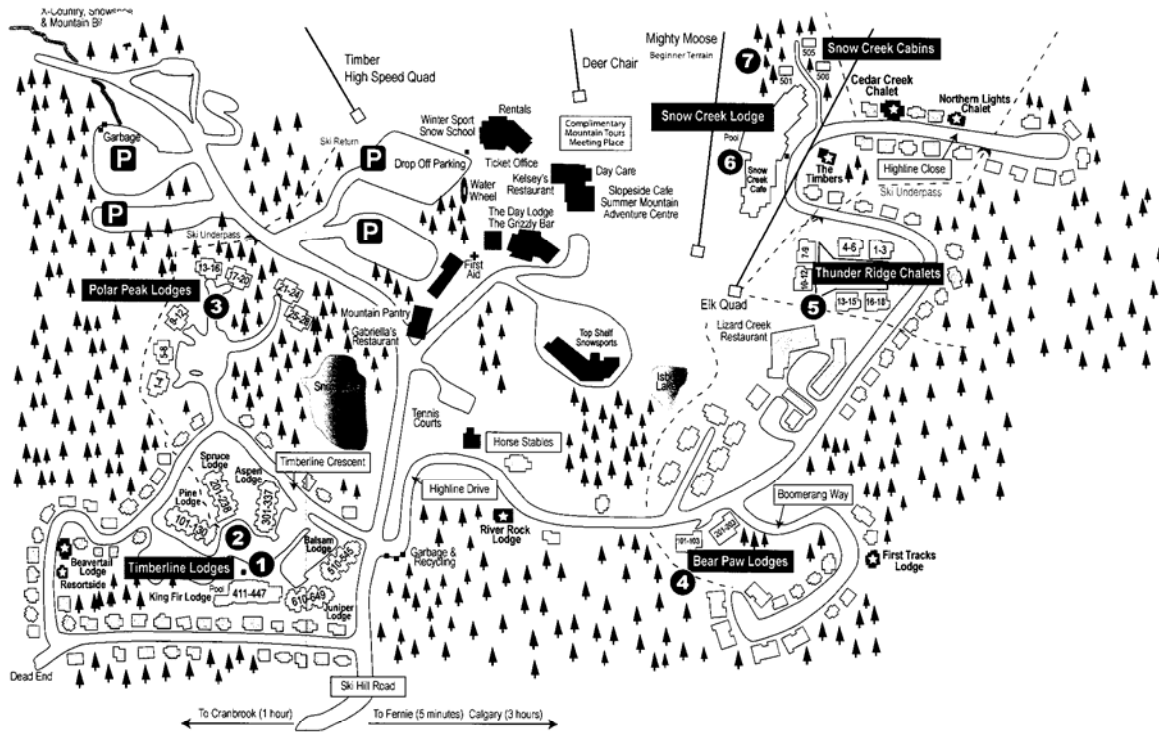 X-Country, Snowshoe
& Mountain Bi
Timber
High Speed Quad
Deer Chair
Mighty Moose
Beginner Terrain
7
505
501
506
Snow Creek Cabins
Cedar Creek
Chalet
Northern Lights
Chalet
Garbage
P
Ski Return
P
Drop Off Parking
Winter Sport
Snow School
Rentals
Ticket Office
Complimentary
Mountain Tours
Meeting Place
Snow Creek Lodge
Pool
6
Snow
Creek
Cafe
The
Timbers
Highline Close
Ski Underpass
Water
Wheel
Kelsey's
Restaurant
Day Care
Slopeside Cafe
Summer Mountain
Adventure Centre
P
P
The Day Lodge
The Grizzly Bar
Ski Underpass
First
Aid
13-16
17-20
Polar Peak Lodges
3
21-24
25-28
8-12
Mountain Pantry
Gabriella's
Restaurant
7-9
4-6
1-3
10-12
Thunder Ridge Chalets
5
13-15
16-18
Elk Quad
Lizard Creek
Restaurant
Top Shelf
Snowsports
Tennis
Courts
Horse Stables
Timberline Crescent
Highline Drive
Boomerang Way
Spruce
Lodge
Aspen
Lodge
Pine
Lodge
201-238
101-130
301-337
2
1
Timberline Lodges
Balsam
Lodge
510-545
Beavertail
Lodge
Resortside
King Fir Lodge
Pool
411-447
610-649
Juniper
Lodge
Garbage &
Recycling
River Rock
Lodge
101-103
201-203
Bear Paw Lodges
4
First Tracks
Lodge
Dead End
Ski Hill Road
To Cranbrook (1 hour)
To Fernie (5 minutes) Calgary (3 hours)